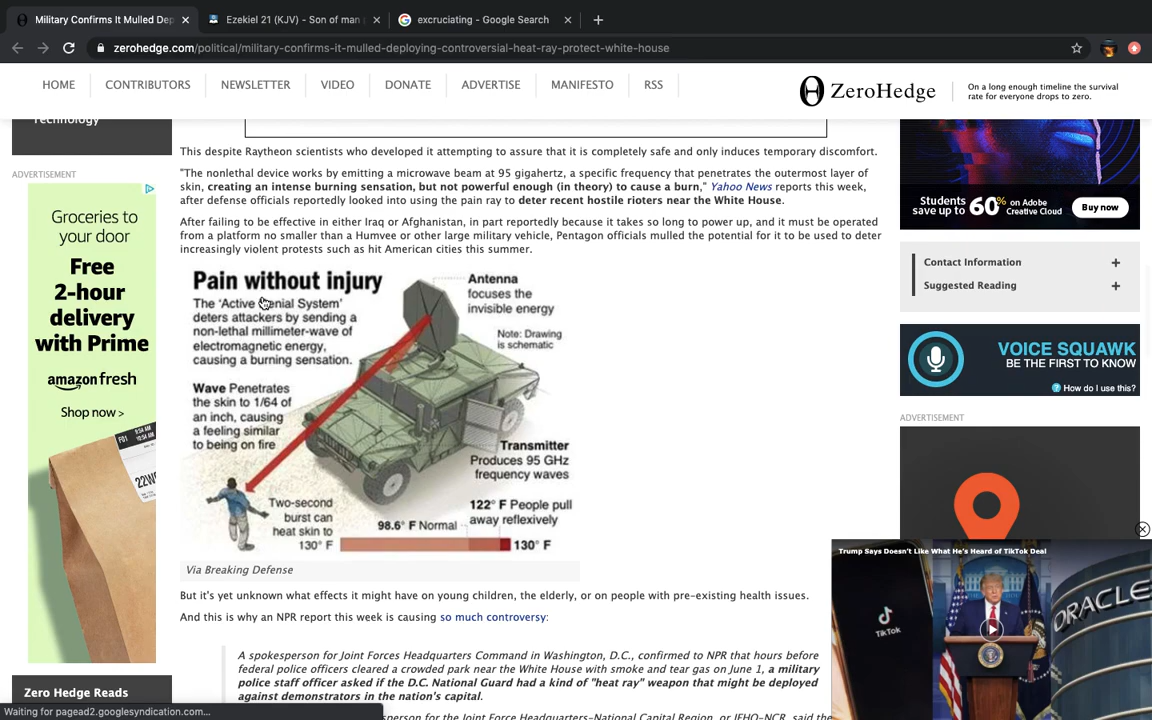 Military Confirms It Mulled Dep
Ezekiel 21 (KJV) - Son of man
excruciating - Google Search
zerohedge.com/political/military-confirms-it-mulled-deploying-controversial-heat-ray-protect-white-house
HOME
CONTRIBUTORS
NEWSLETTER
VIDEO
DONATE
ADVERTISE
MANIFESTO
RSS
ZeroHedge
On a long enough timeline the survival
rate for everyone drops to zero.
Technology
ADVERTISEMENT
Groceries to
your door
Free
2-hour
delivery
with Prime
amazonfresh
Shop now >
Zero Hedge Reads
Waiting for pagead2.googlesyndication.com...
This despite Raytheon scientists who developed it attempting to assure that it is completely safe and only induces temporary discomfort.
"The nonlethal device works by emitting a microwave beam at 95 gigahertz, a specific frequency that penetrates the outermost layer of
skin, creating an intense burning sensation, but not powerful enough (in theory) to cause a burn," Yahoo News reports this week,
after defense officials reportedly looked into using the pain ray to deter recent hostile rioters near the White House.
After failing to be effective in either Iraq or Afghanistan, in part reportedly because it takes so long to power up, and it must be operated
from a platform no smaller than a Humvee or other large military vehicle, Pentagon officials mulled the potential for it to be used to deter
increasingly violent protests such as hit American cities this summer.
Pain without injury
The 'Active Denial System'
deters attackers by sending a
non-lethal millimeter-wave of
electromagnetic energy,
causing a burning sensation.
Wave Penetrates
the skin to 1/64 of
an inch, causing
a feeling similar
to being on fire
Antenna
focuses the
invisible energy
Note: Drawing
is schematic
Transmitter
Produces 95 GHz
frequency waves
Two-second
burst can
heat skin to
130° F
98.6° F Normal
122° F People pull
away reflexively
130° F
Via Breaking Defense
But it's yet unknown what effects it might have on young children, the elderly, or on people with pre-existing health issues.
And this is why an NPR report this week is causing so much controversy:
A spokesperson for Joint Forces Headquarters Command in Washington, D.C., confirmed to NPR that hours before
federal police officers cleared a crowded park near the White House with smoke and tear gas on June 1, a military
police staff officer asked if the D.C. National Guard had a kind of "heat ray" weapon that might be deployed
against demonstrators in the nation's capital.
spokesperson for the Joint Force Headquarters-National Capital Region, or JFHQ-NCR, said the
Students
save up to 60% on Adobe
Creative Cloud
Buy now
Contact Information +
Suggested Reading +
VOICE SQUAWK
BE THE FIRST TO KNOW
How do I use this?
ADVERTISEMENT
Trump Says Doesn't Like What He's Heard of TikTok Deal
TikTok
ORACLE